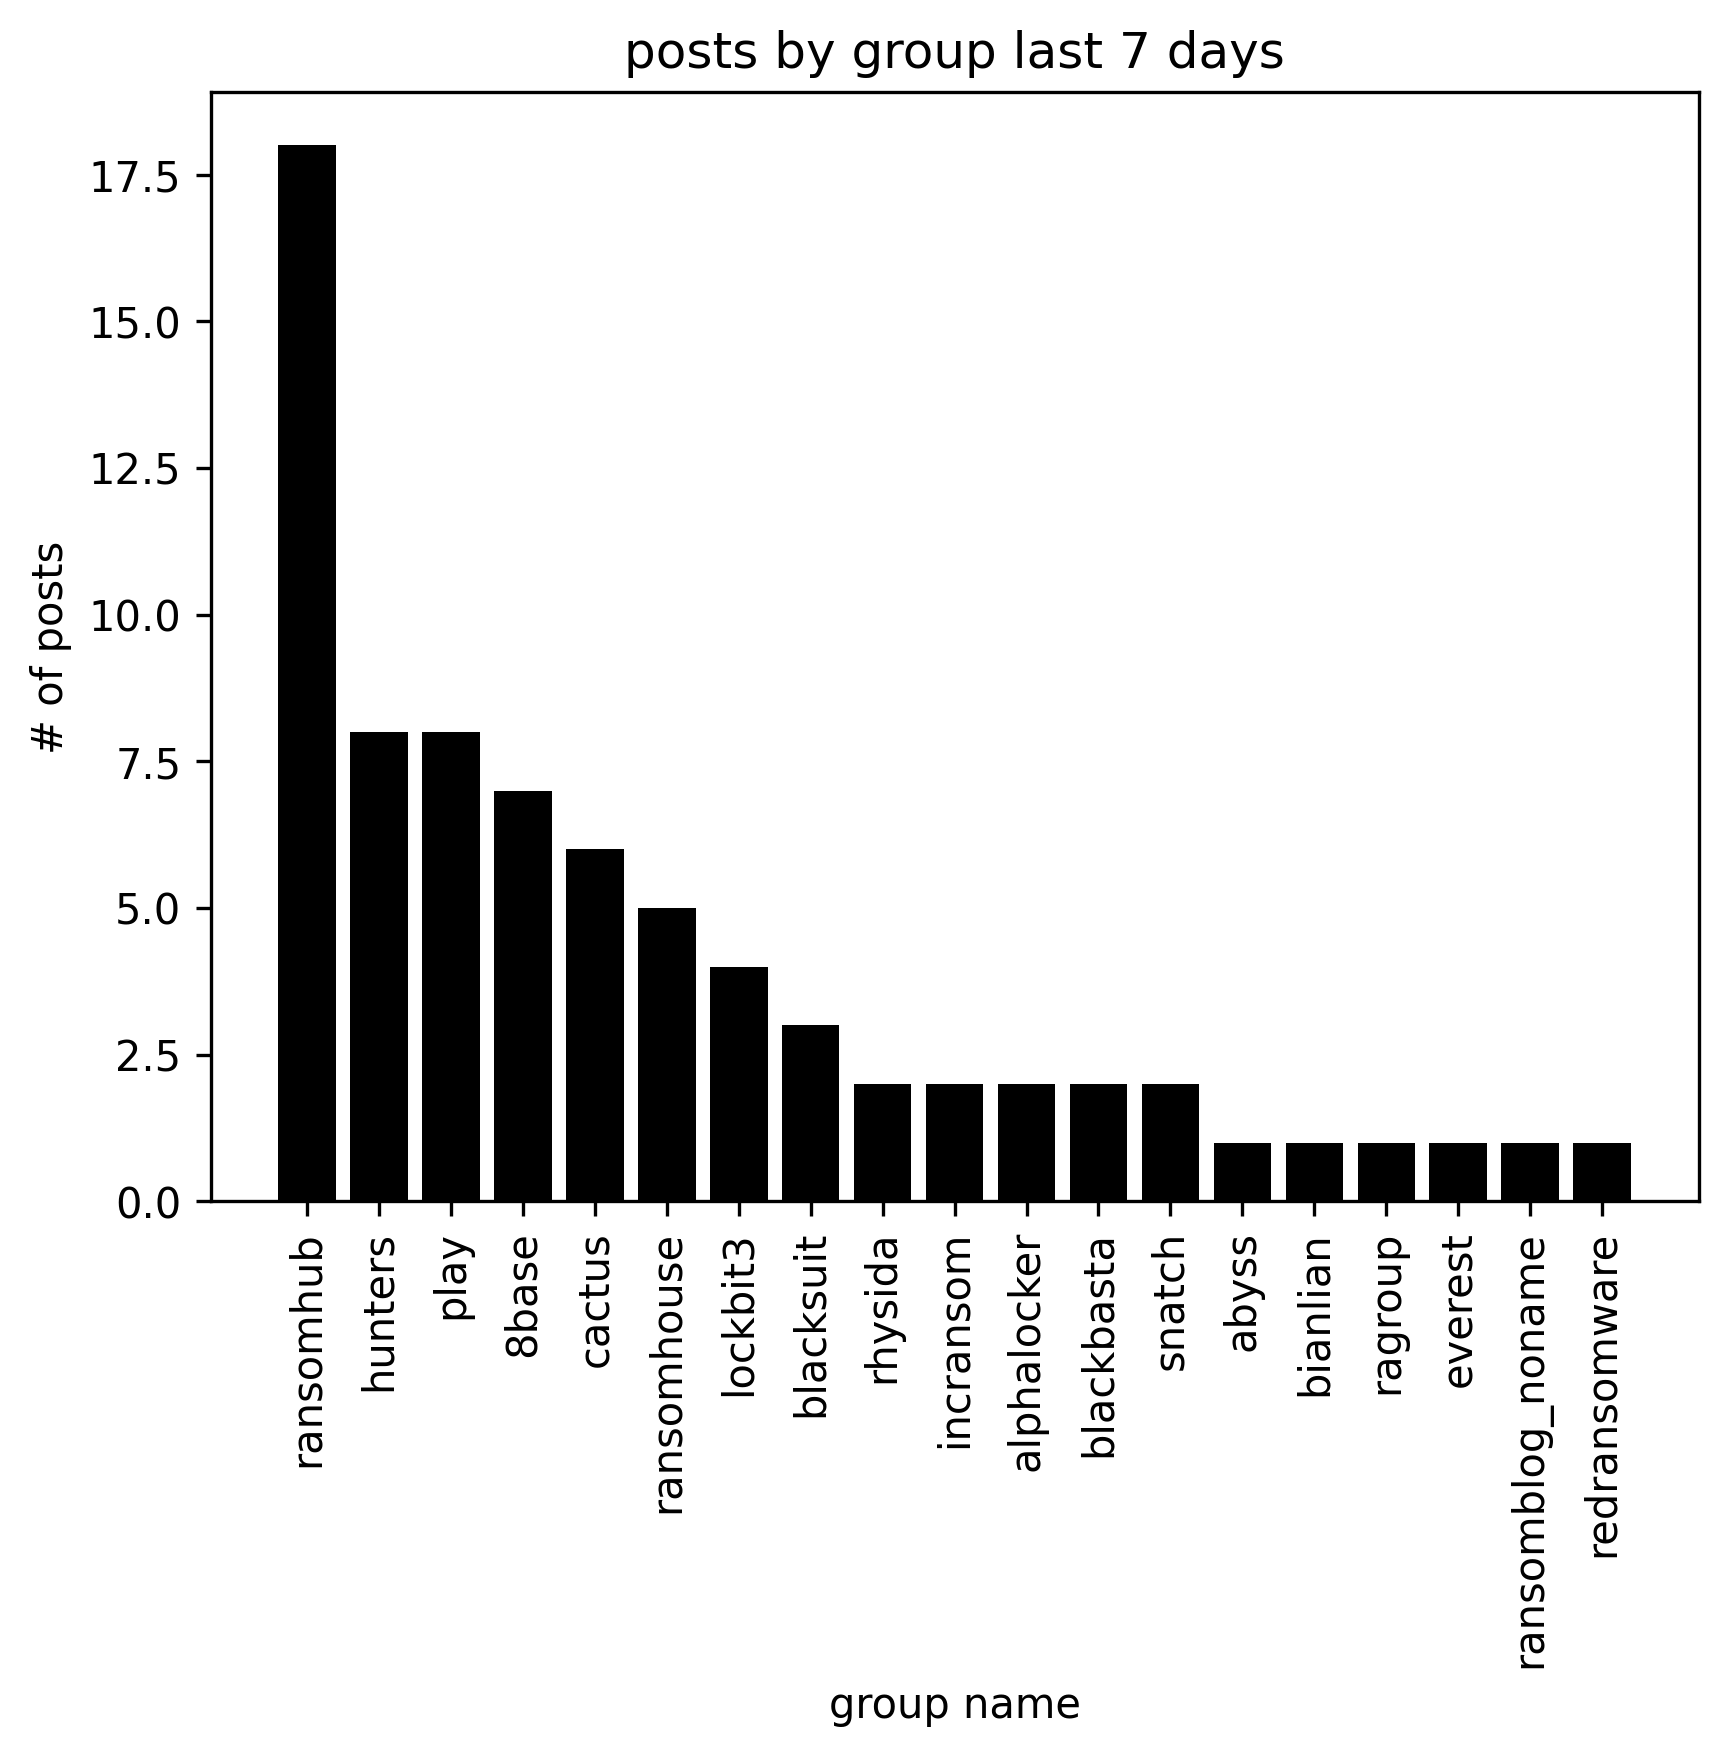 posts by group last 7 days
# of posts
17.5
15.0
12.5
10.0
7.5
5.0
2.5
0.0
ransomhub
hunters
play
8base
cactus
ransomhouse
lockbit3
blacksuit
rhysida
incransom
alphalocker
blackbasta
snatch
abyss
bianlian
ragroup
everest
ransomblog_noname
redransomware
group name